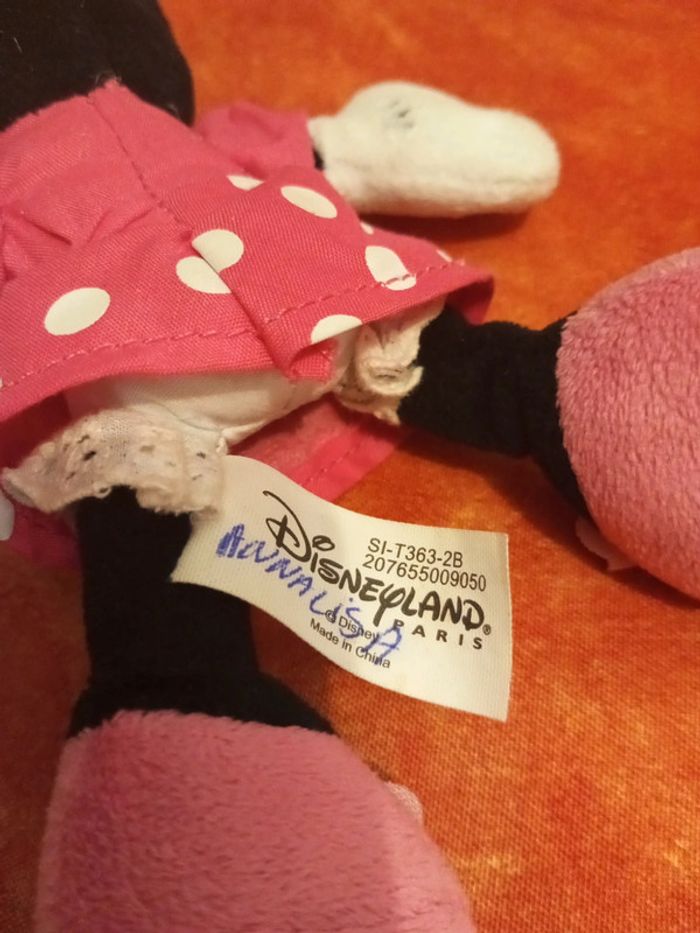 SI-T363-2B
207655009050
DISNEYLAND®
PARIS
ANNALISA
© Disney
Made in China